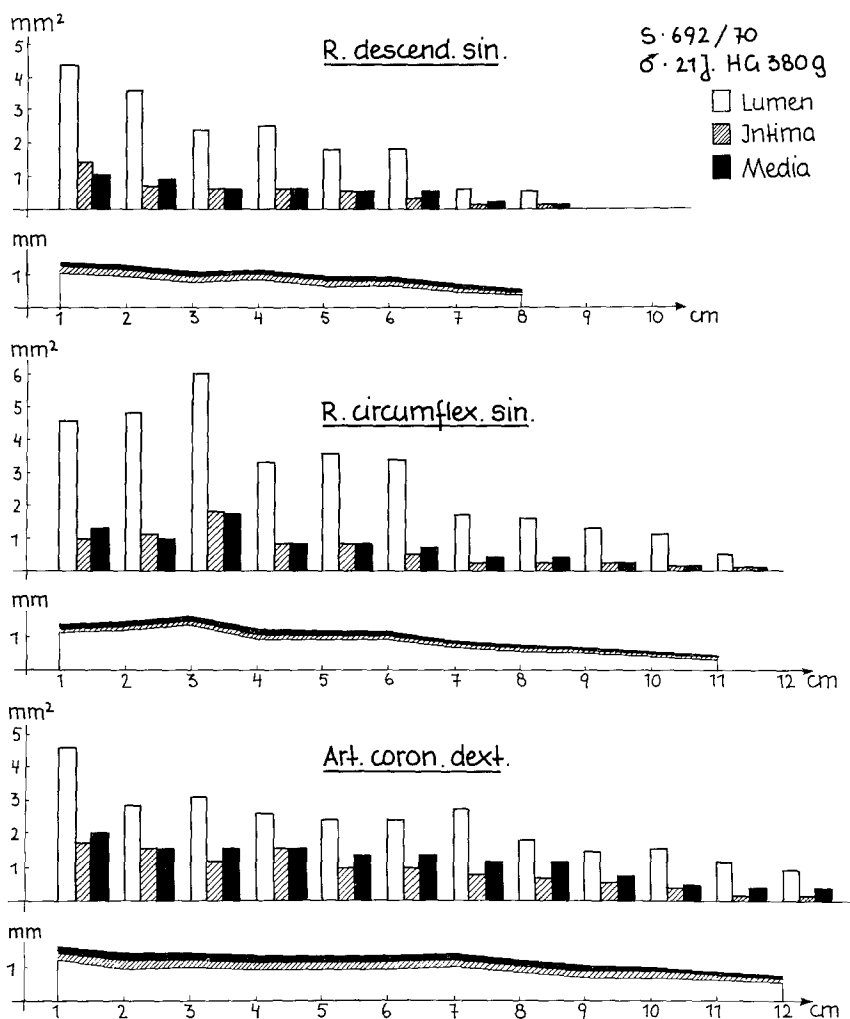 mm²
R. descend. sin.
S. 692/70
♂. 21j. HG 380g
Lumen
Intima
Media
5
4
3
2
1
mm
1
1 2 3 4 5 6 7 8 9 10 cm
mm²
R. circumflex. sin.
6
5
4
3
2
1
mm
1
1 2 3 4 5 6 7 8 9 10 11 12 cm
mm²
Art. coron. dext.
5
4
3
2
1
mm
1
1 2 3 4 5 6 7 8 9 10 11 12 cm